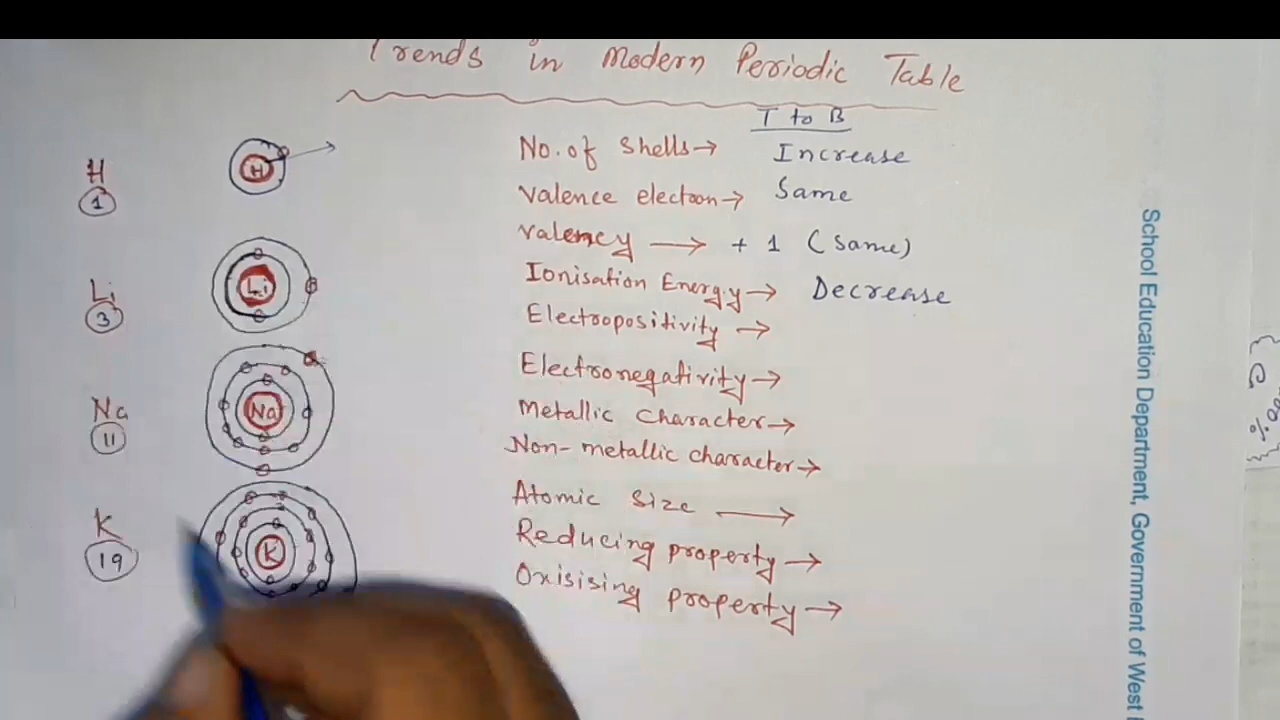 Trends in Modern Periodic Table
T to B
No. of Shells → Increase
Valence electron → Same
Valency → + 1 (Same)
Ionisation Energy → Decrease
Electropositivity →
Electronegativity →
Metallic Character →
Non-metallic character →
Atomic Size →
Reducing property →
Oxisising property →
H
1
H
Li
3
Li
Na
11
Na
K
19
K
School Education Department, Government of West